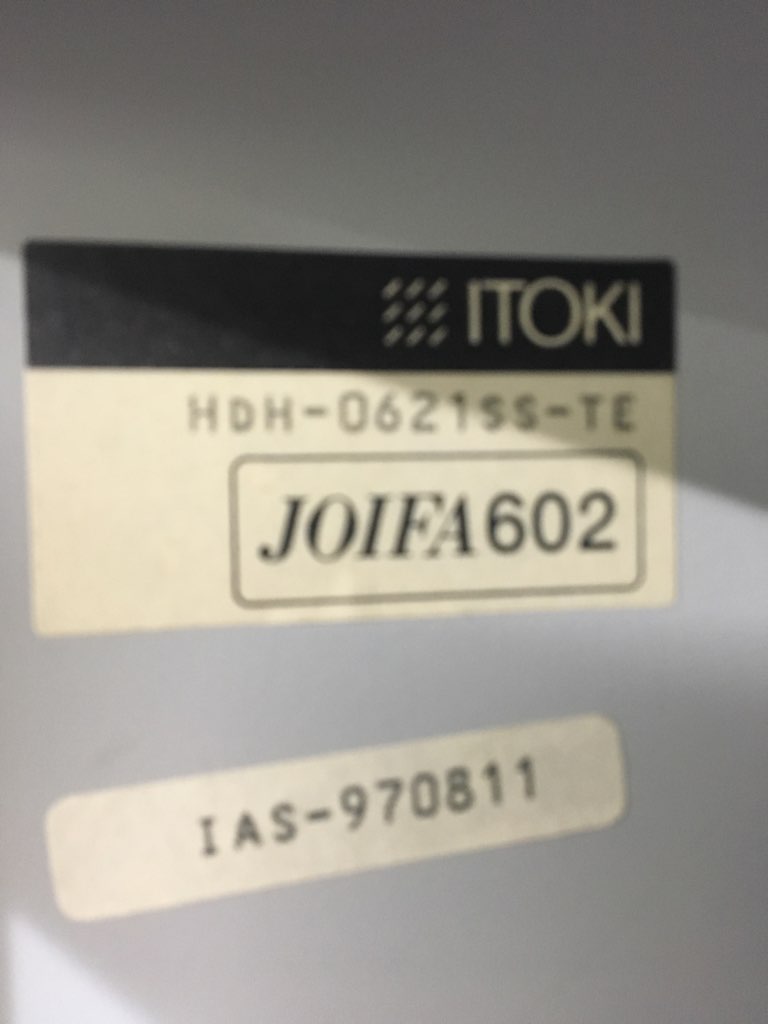 ITOKI
HDH-0621SS-TE
JOIFA602
IAS-970811